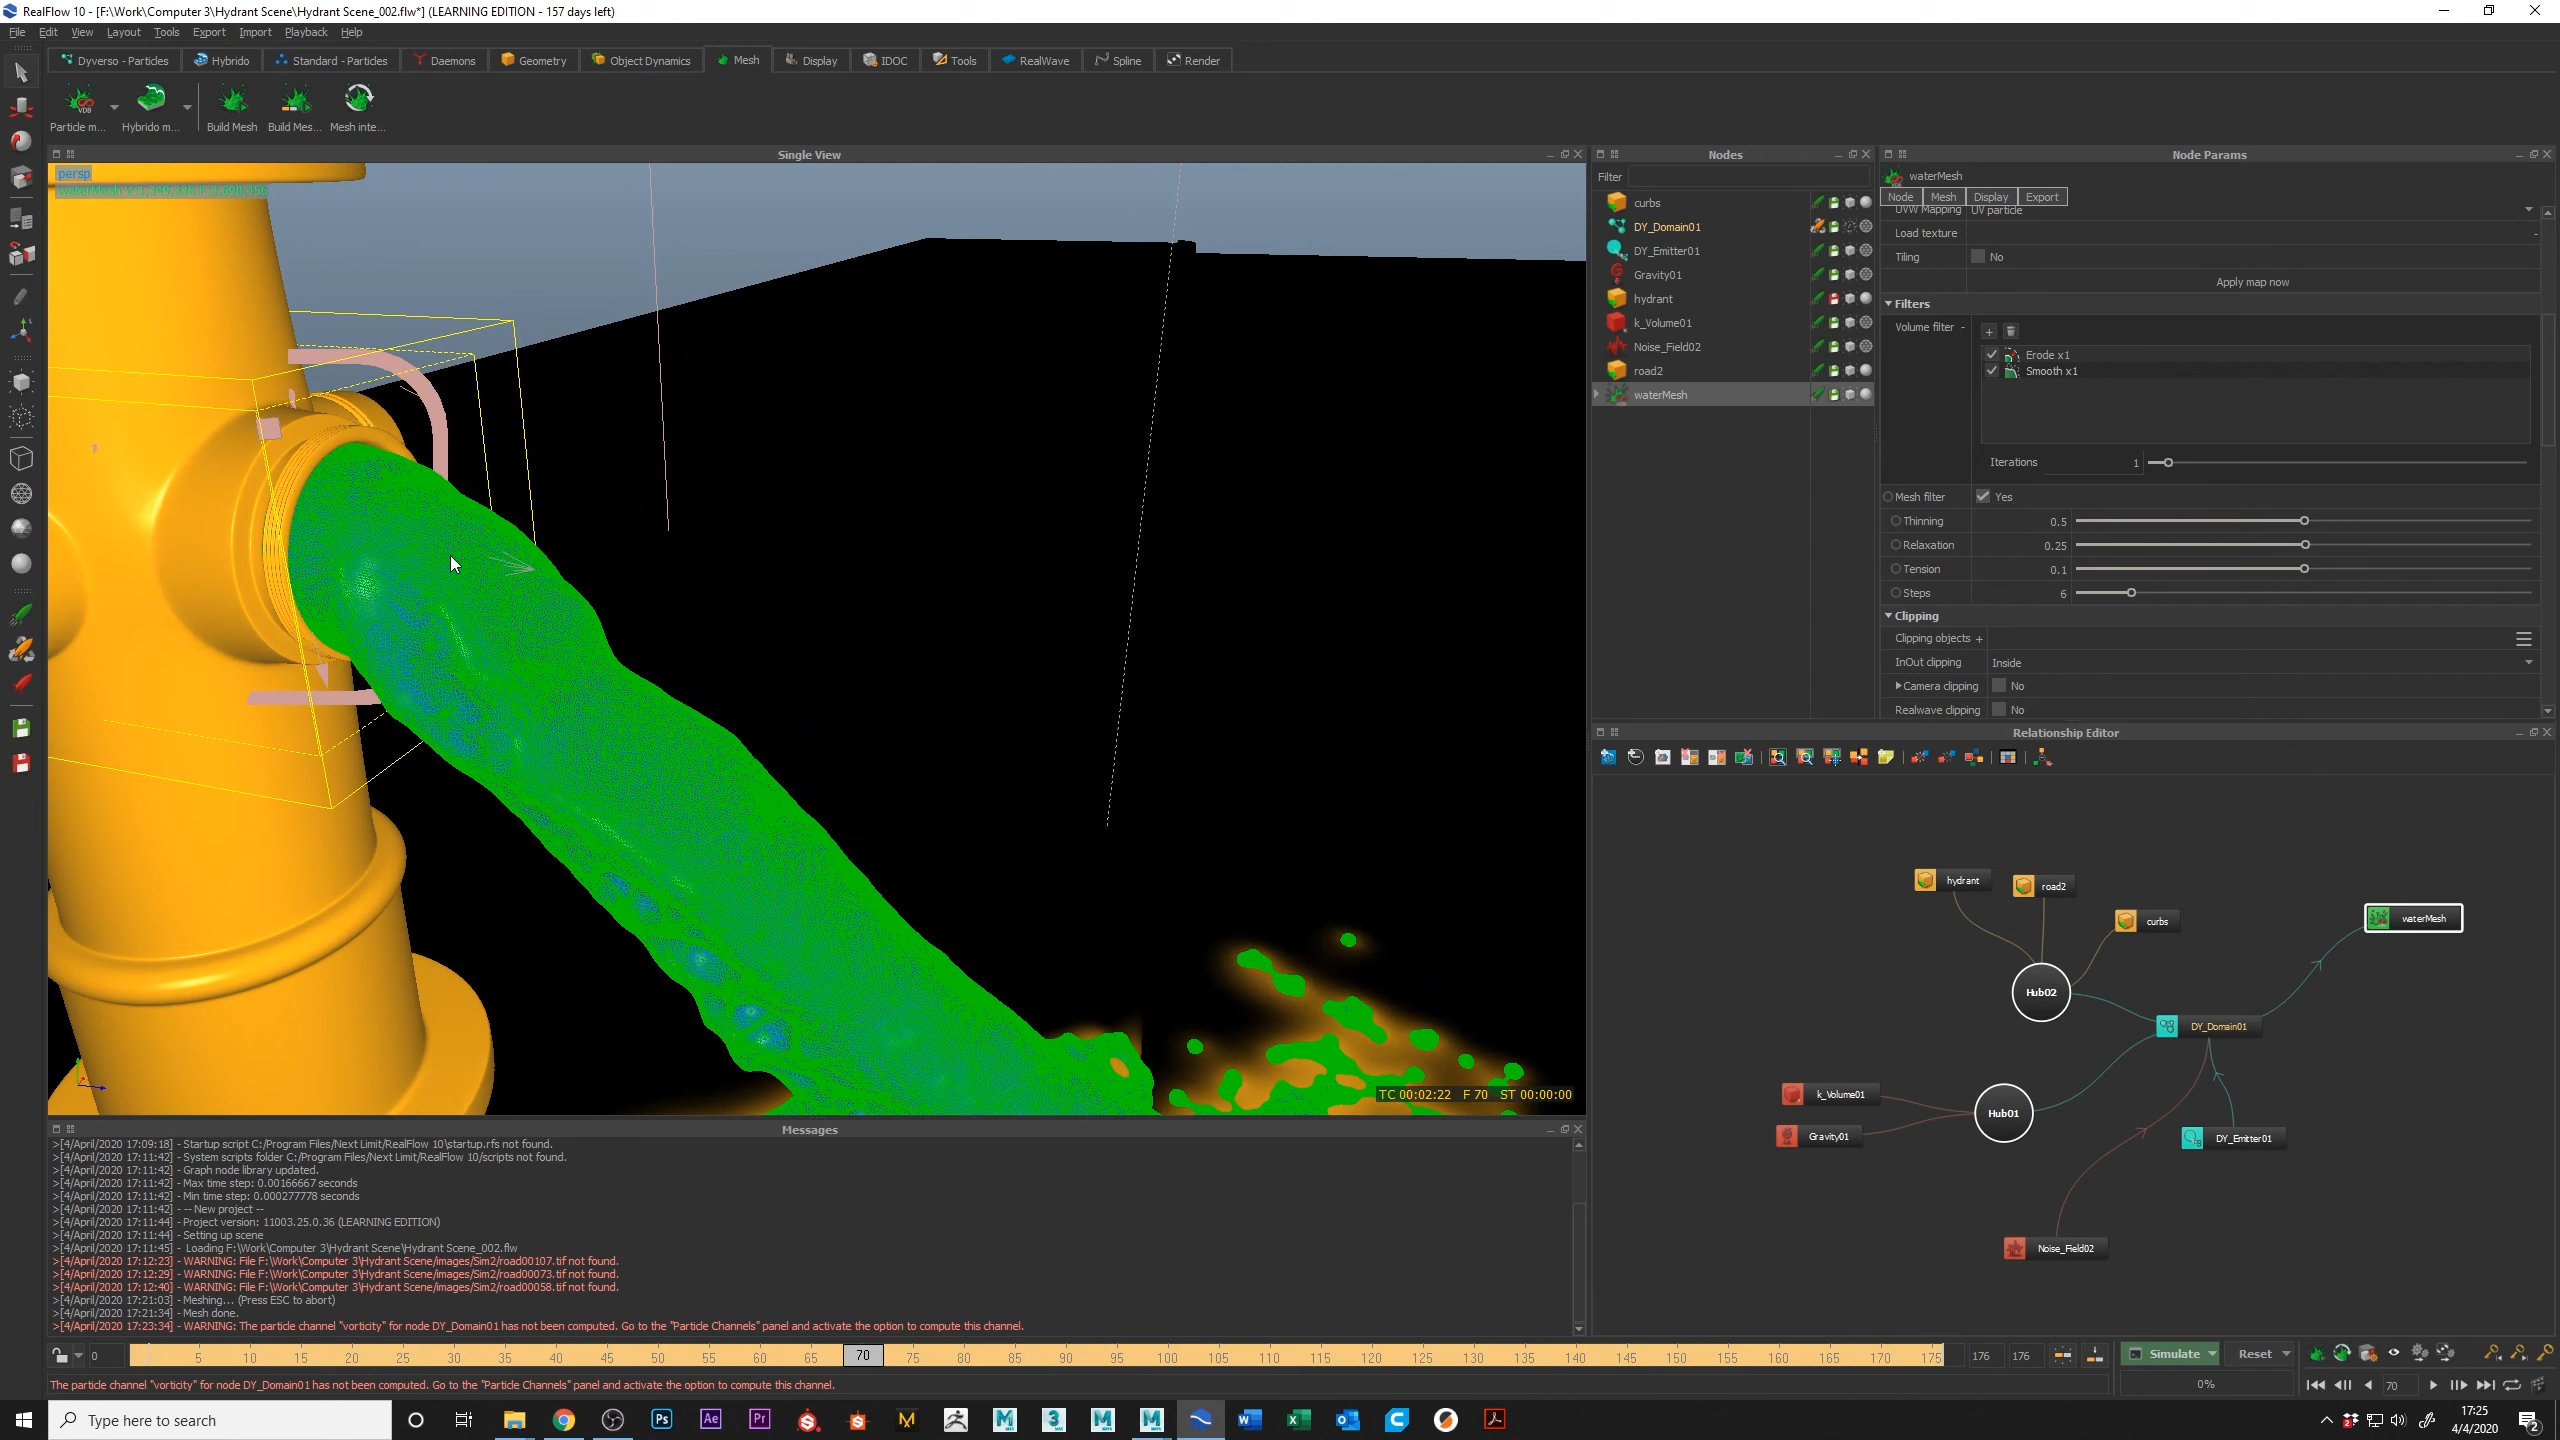 RealFlow 10 - [F:\Work\Computer 3\Hydrant Scene\Hydrant Scene_002.flw*] (LEARNING EDITION - 157 days left)
File Edit View Layout Tools Export Import Playback Help
Dyverso - Particles Hybrido Standard - Particles Daemons Geometry Object Dynamics Mesh Display IDOC Tools RealWave Spline Render
Particle m... Hybrido m... Build Mesh Build Mes... Mesh inte...
Single View
persp
TC 00:02:22 F 70 ST 00:00:00
Nodes
Filter
curbs
DY_Domain01
DY_Emitter01
Gravity01
hydrant
k_Volume01
Noise_Field02
road2
waterMesh
Node Params
waterMesh
Node Mesh Display Export
UVW Mapping UV particle
Load texture
Tiling No
Apply map now
Filters
Volume filter - +
Erode x1
Smooth x1
Iterations 1
Mesh filter Yes
Thinning 0.5
Relaxation 0.25
Tension 0.1
Steps 6
Clipping
Clipping objects +
InOut clipping Inside
Camera clipping No
Realwave clipping No
Relationship Editor
hydrant
road2
curbs
waterMesh
Hub02
DY_Domain01
k_Volume01
Hub01
Gravity01
DY_Emitter01
Noise_Field02
Messages
>[4/April/2020 17:09:18] - Startup script C:/Program Files/Next Limit/RealFlow 10\startup.rfs not found.
>[4/April/2020 17:11:42] - System scripts folder C:/Program Files/Next Limit/RealFlow 10/scripts not found.
>[4/April/2020 17:11:42] - Graph node library updated.
>[4/April/2020 17:11:42] - Max time step: 0.00166667 seconds
>[4/April/2020 17:11:42] - Min time step: 0.000277778 seconds
>[4/April/2020 17:11:42] - -- New project --
>[4/April/2020 17:11:44] - Project version: 11003.25.0.36 (LEARNING EDITION)
>[4/April/2020 17:11:44] - Setting up scene
>[4/April/2020 17:11:45] - Loading F:\Work\Computer 3\Hydrant Scene\Hydrant Scene_002.flw
>[4/April/2020 17:12:23] - WARNING: File F:\Work\Computer 3\Hydrant Scene/images/Sim2/road00107.tif not found.
>[4/April/2020 17:12:29] - WARNING: File F:\Work\Computer 3\Hydrant Scene/images/Sim2/road00073.tif not found.
>[4/April/2020 17:12:40] - WARNING: File F:\Work\Computer 3\Hydrant Scene/images/Sim2/road00058.tif not found.
>[4/April/2020 17:21:03] - Meshing... (Press ESC to abort)
>[4/April/2020 17:21:34] - Mesh done.
>[4/April/2020 17:23:34] - WARNING: The particle channel "vorticity" for node DY_Domain01 has not been computed. Go to the "Particle Channels" panel and activate the option to compute this channel.
0 5 10 15 20 25 30 35 40 45 50 55 60 65 70 75 80 85 90 95 100 105 110 115 120 125 130 135 140 145 150 155 160 165 170 175 176 176
Simulate Reset
The particle channel "vorticity" for node DY_Domain01 has not been computed. Go to the "Particle Channels" panel and activate the option to compute this channel.
0% 70
Type here to search
17:25
4/4/2020